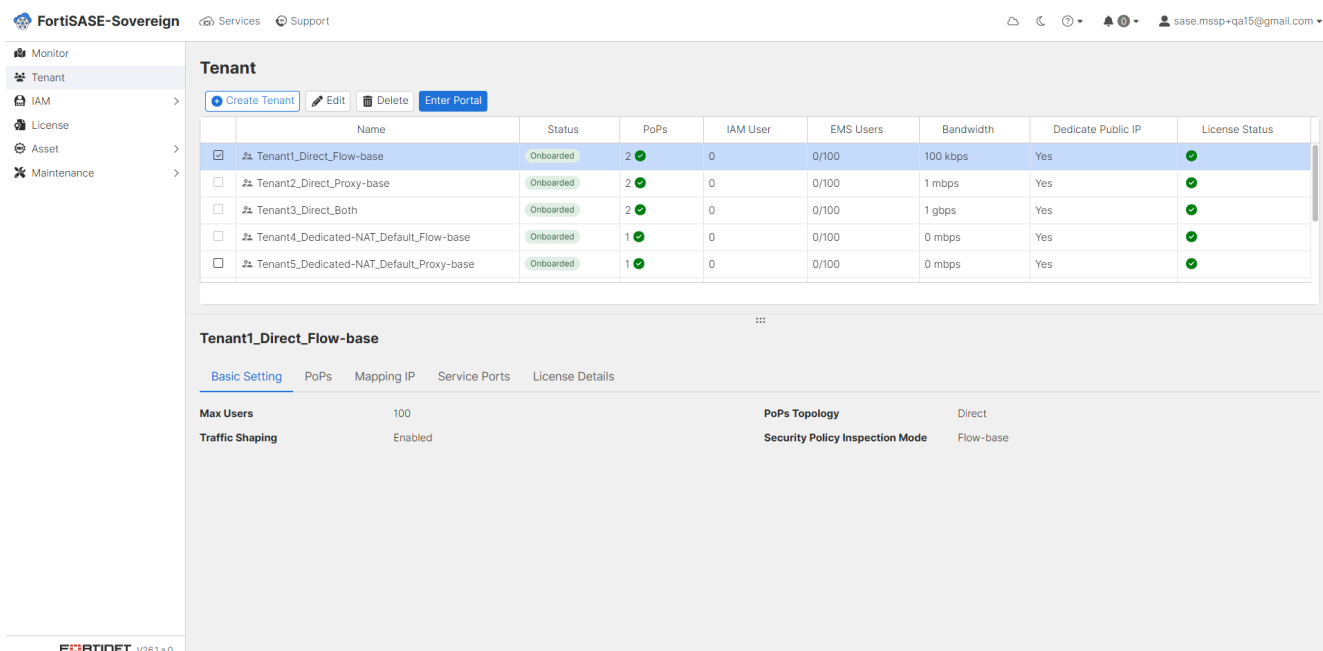 FortiSASE-Sovereign Services Support 0 sase.mssp+qa15@gmail.com
Monitor
Tenant
IAM
License
Asset
Maintenance
Tenant
Create Tenant Edit Delete Enter Portal
Name Status PoPs IAM User EMS Users Bandwidth Dedicate Public IP License Status
Tenant1_Direct_Flow-base Onboarded 2 0 0/100 100 kbps Yes
Tenant2_Direct_Proxy-base Onboarded 2 0 0/100 1 mbps Yes
Tenant3_Direct_Both Onboarded 2 0 0/100 1 gbps Yes
Tenant4_Dedicated-NAT_Default_Flow-base Onboarded 1 0 0/100 0 mbps Yes
Tenant5_Dedicated-NAT_Default_Proxy-base Onboarded 1 0 0/100 0 mbps Yes
Tenant1_Direct_Flow-base
Basic Setting PoPs Mapping IP Service Ports License Details
Max Users 100 PoPs Topology Direct
Traffic Shaping Enabled Security Policy Inspection Mode Flow-base
FORTINET